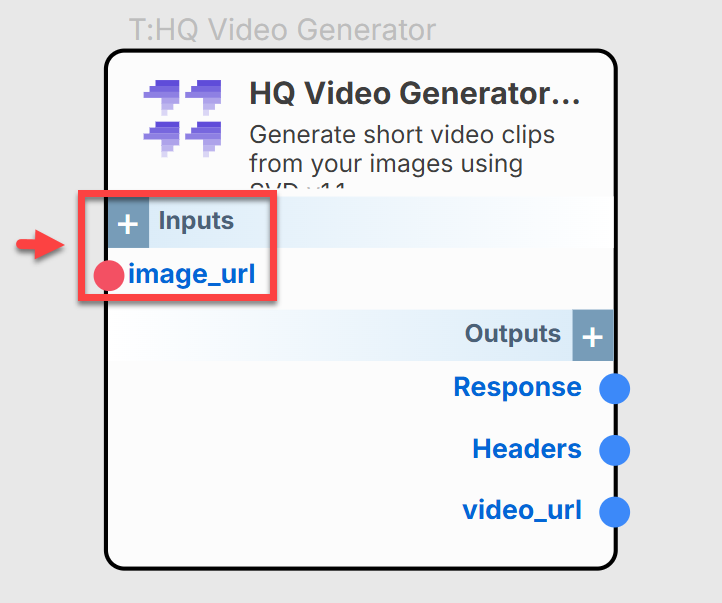 T:HQ Video Generator
HQ Video Generator...
Generate short video clips
from your images using
+ Inputs
image_url
Outputs +
Response
Headers
video_url